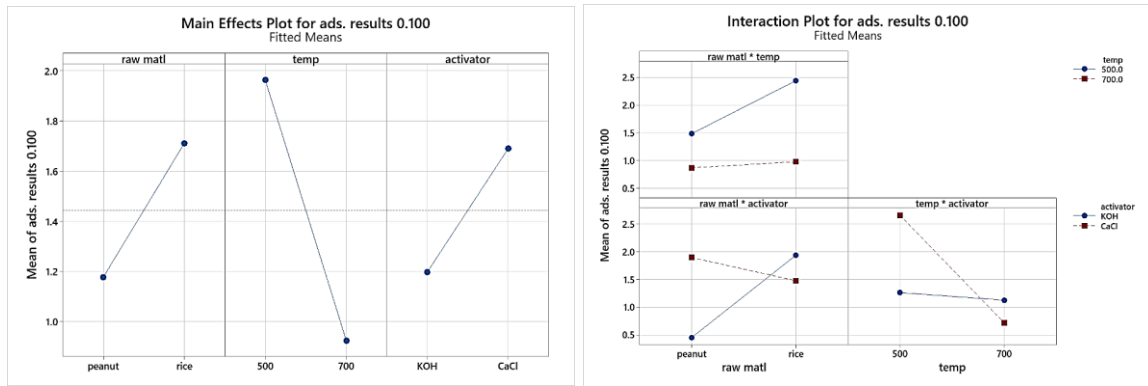 Main Effects Plot for ads. results 0.100
Fitted Means
raw matl temp activator
Mean of ads. results 0.100
2.0
1.8
1.6
1.4
1.2
1.0
peanut rice 500 700 KOH CaCl
Interaction Plot for ads. results 0.100
Fitted Means
raw matl * temp
temp
500.0
700.0
Mean of ads. results 0.100
2.5
2.0
1.5
1.0
0.5
raw matl * activator temp * activator
activator
KOH
CaCl
2.5
2.0
1.5
1.0
0.5
peanut rice 500 700
raw matl temp